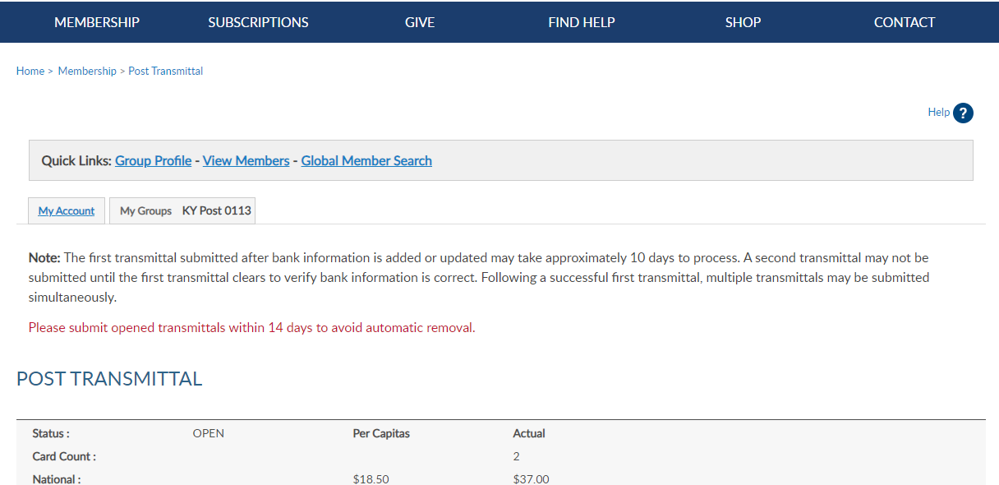 MEMBERSHIP SUBSCRIPTIONS GIVE FIND HELP SHOP CONTACT
Home > Membership > Post Transmittal
Help ?
Quick Links: Group Profile - View Members - Global Member Search
My Account My Groups KY Post 0113
Note: The first transmittal submitted after bank information is added or updated may take approximately 10 days to process. A second transmittal may not be
submitted until the first transmittal clears to verify bank information is correct. Following a successful first transmittal, multiple transmittals may be submitted
simultaneously.
Please submit opened transmittals within 14 days to avoid automatic removal.
POST TRANSMITTAL
Status : OPEN Per Capitas Actual
Card Count : 2
National : $18.50 $37.00